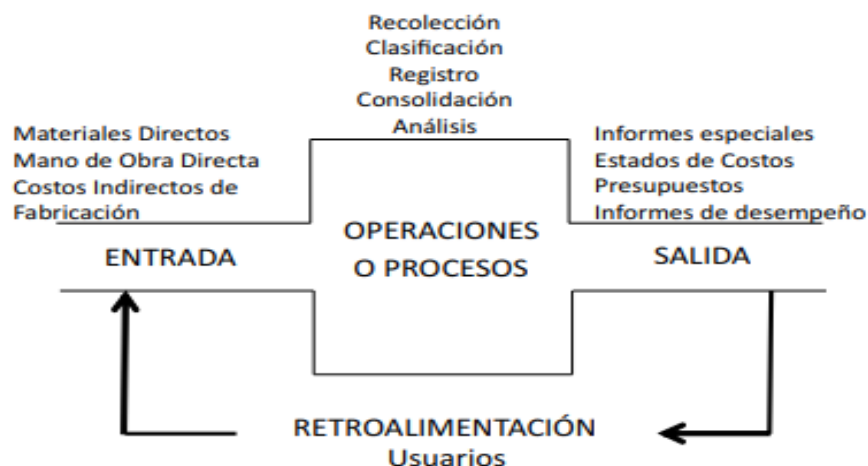 Recolección
Clasificación
Registro
Consolidación
Análisis
Materiales Directos
Mano de Obra Directa
Costos Indirectos de
Fabricación
Informes especiales
Estados de Costos
Presupuestos
Informes de desempeño
ENTRADA
OPERACIONES
O PROCESOS
SALIDA
RETROALIMENTACIÓN
Usuarios